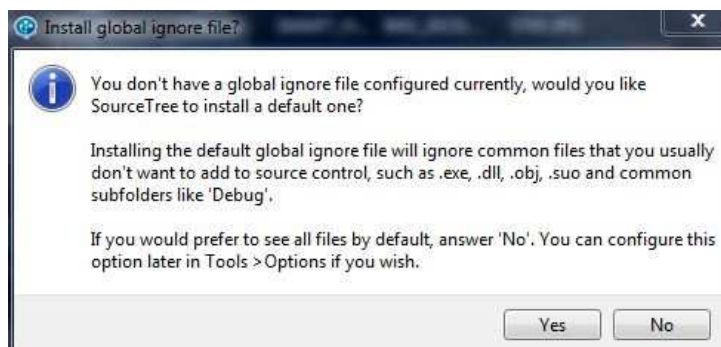 Install global ignore file?
You don't have a global ignore file configured currently, would you like
SourceTree to install a default one?
Installing the default global ignore file will ignore common files that you usually
don't want to add to source control, such as .exe, .dll, .obj, .suo and common
subfolders like 'Debug'.
If you would prefer to see all files by default, answer 'No'. You can configure this
option later in Tools > Options if you wish.
Yes No